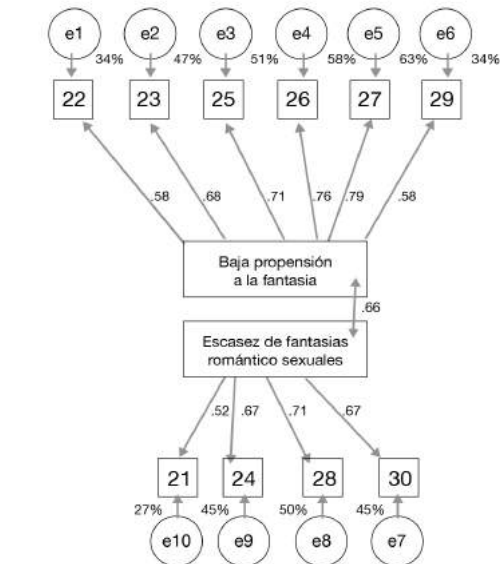 e1 e2 e3 e4 e5 e6
34% 47% 51% 58% 63% 34%
22 23 25 26 27 29
.58 .68 .71 .76 .79 .58
Baja propensión
a la fantasia
.66
Escasez de fantasias
romántico sexuales
.52 .67 .71 .67
21 24 28 30
27% 45% 50% 45%
e10 e9 e8 e7